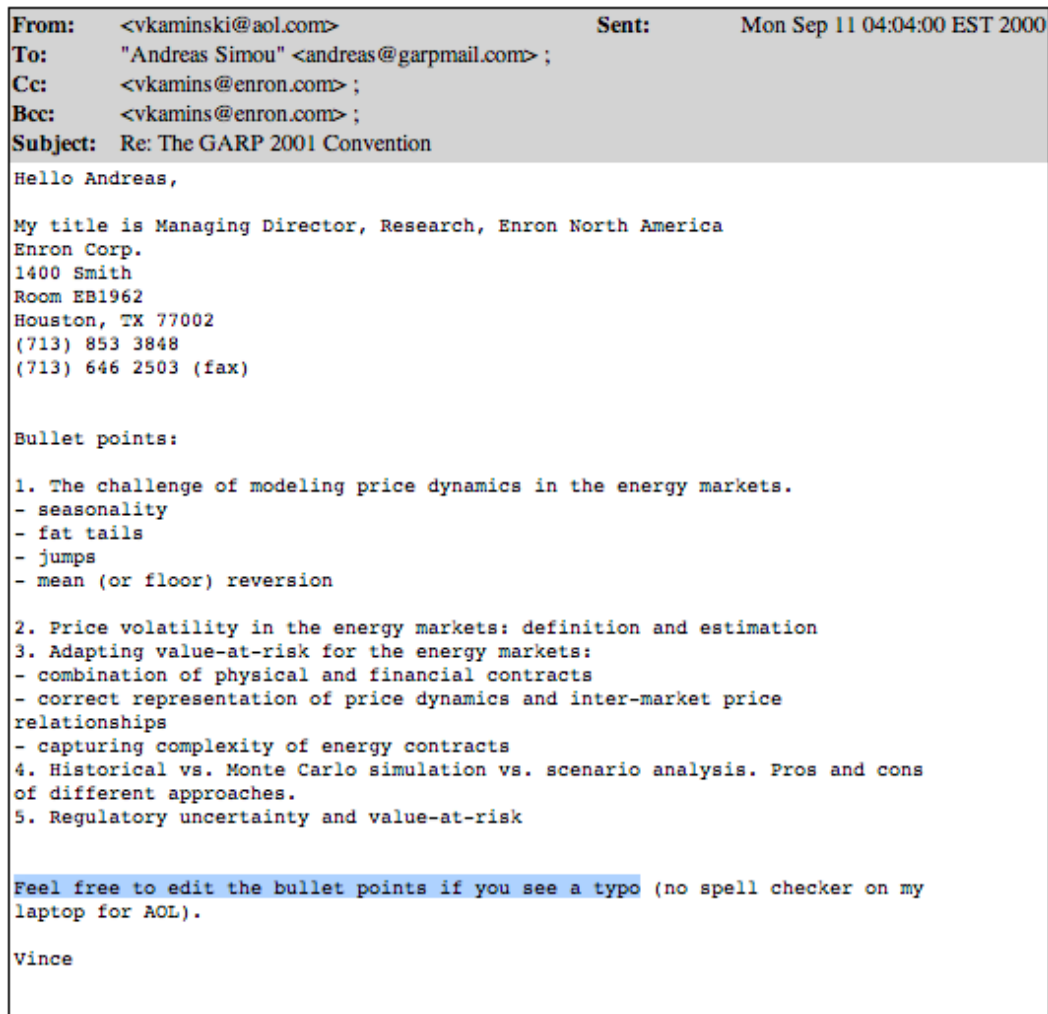 From: <vkaminski@aol.com> Sent: Mon Sep 11 04:04:00 EST 2000
To: "Andreas Simou" <andreas@garpmail.com> ;
Cc: <vkamins@enron.com> ;
Bcc: <vkamins@enron.com> ;
Subject: Re: The GARP 2001 Convention
Hello Andreas,
My title is Managing Director, Research, Enron North America
Enron Corp.
1400 Smith
Room EB1962
Houston, TX 77002
(713) 853 3848
(713) 646 2503 (fax)
Bullet points:
1. The challenge of modeling price dynamics in the energy markets.
- seasonality
- fat tails
- jumps
- mean (or floor) reversion
2. Price volatility in the energy markets: definition and estimation
3. Adapting value-at-risk for the energy markets:
- combination of physical and financial contracts
- correct representation of price dynamics and inter-market price
relationships
- capturing complexity of energy contracts
4. Historical vs. Monte Carlo simulation vs. scenario analysis. Pros and cons
of different approaches.
5. Regulatory uncertainty and value-at-risk
Feel free to edit the bullet points if you see a typo (no spell checker on my
laptop for AOL).
Vince